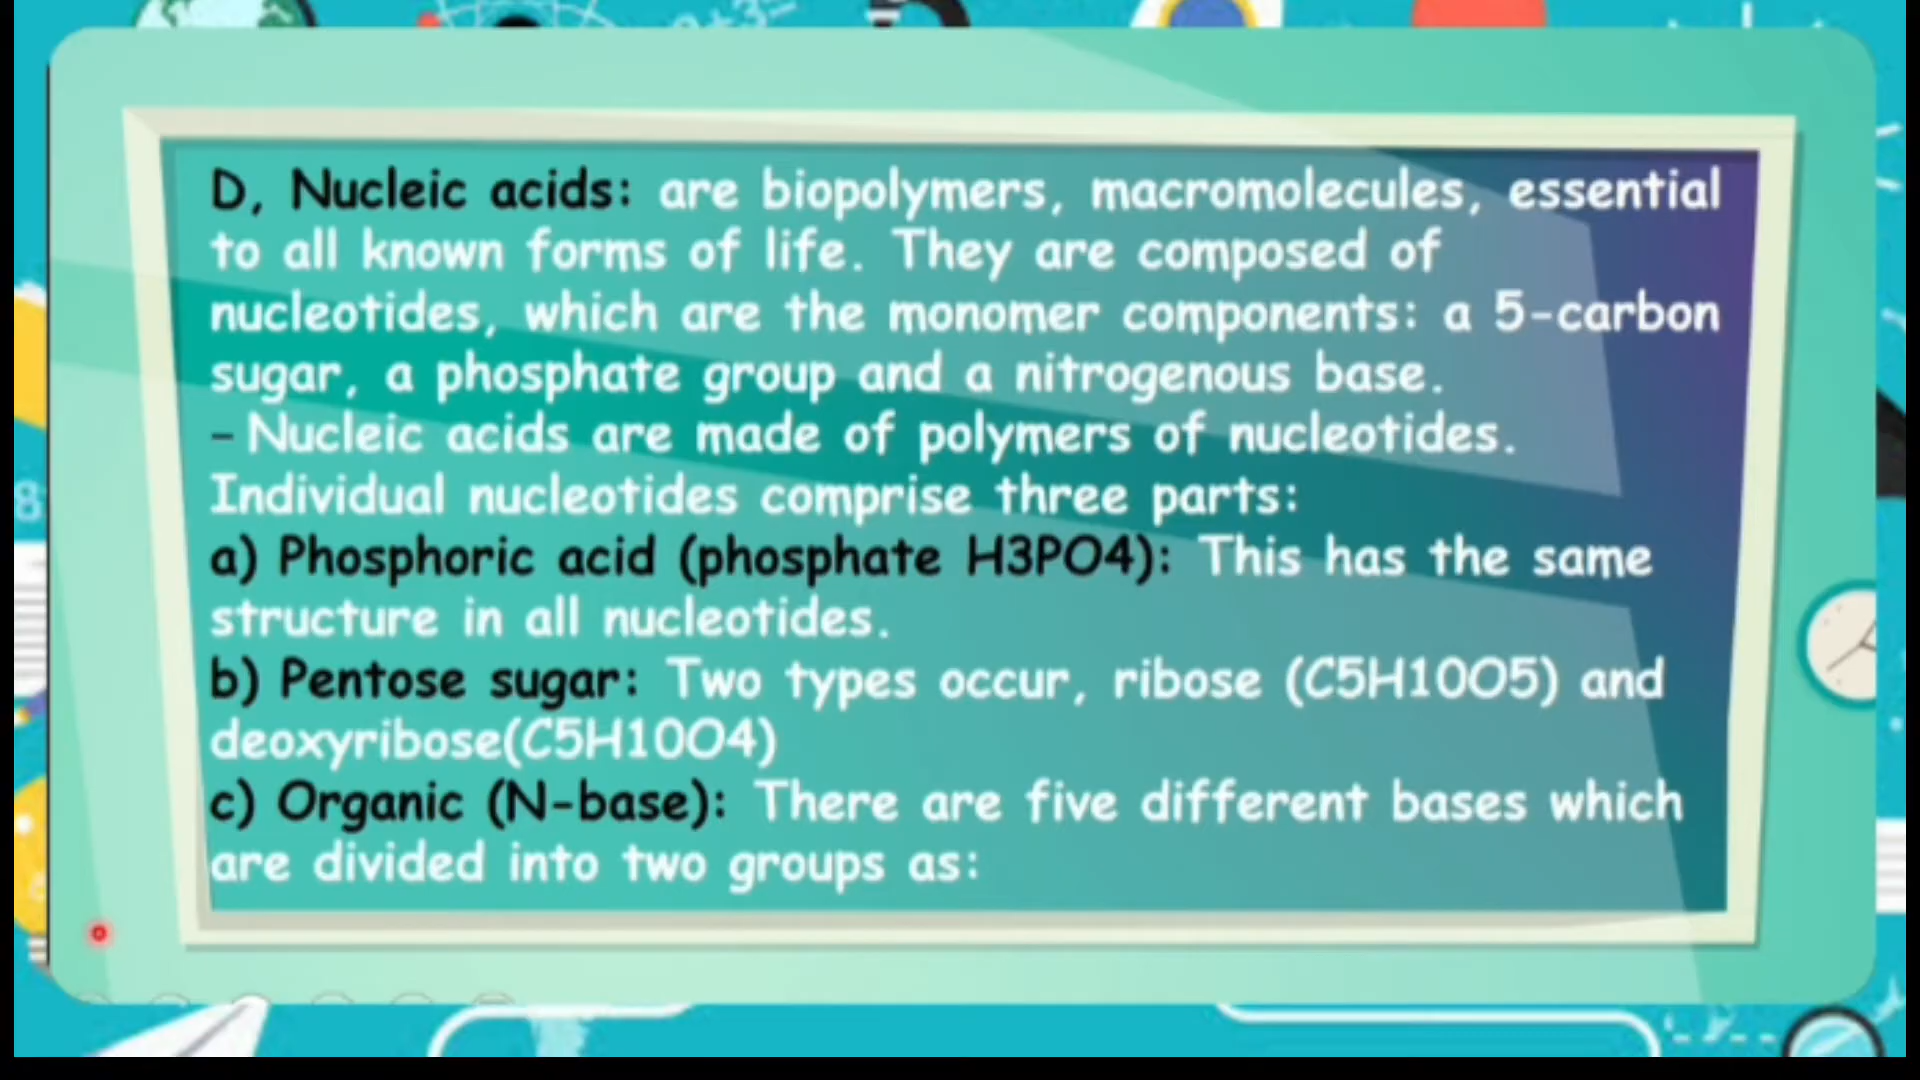 D, Nucleic acids: are biopolymers, macromolecules, essential
to all known forms of life. They are composed of
nucleotides, which are the monomer components: a 5-carbon
sugar, a phosphate group and a nitrogenous base.
- Nucleic acids are made of polymers of nucleotides.
Individual nucleotides comprise three parts:
a) Phosphoric acid (phosphate H3PO4): This has the same
structure in all nucleotides.
b) Pentose sugar: Two types occur, ribose (C5H10O5) and
deoxyribose(C5H10O4)
c) Organic (N-base): There are five different bases which
are divided into two groups as: